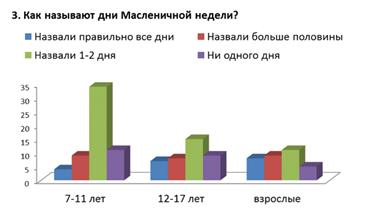 3. Как называют дни Масленичной недели?
Назвали правильно все дни Назвали больше половины
Назвали 1-2 дня Ни одного дня
35
30
25
20
15
10
5
0
7-11 лет 12-17 лет взрослые